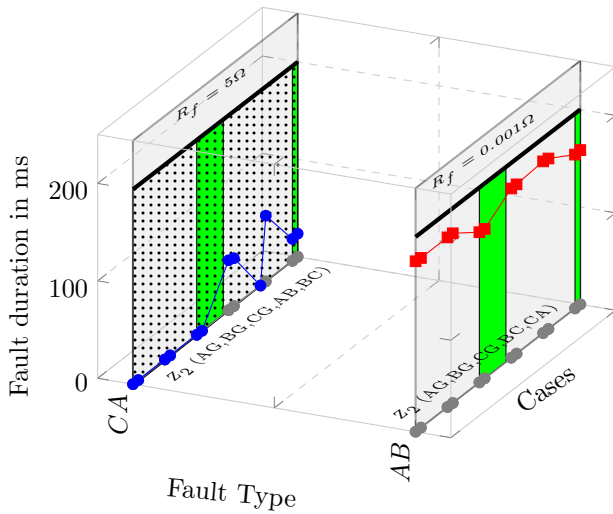 R_f = 5Ω
R_f = 0.001Ω
200
100
0
Fault duration in ms
Z2 (AG,BG,CG,AB,BC)
Z2 (AG,BG,CG,BC,CA)
CA
AB
Cases
Fault Type